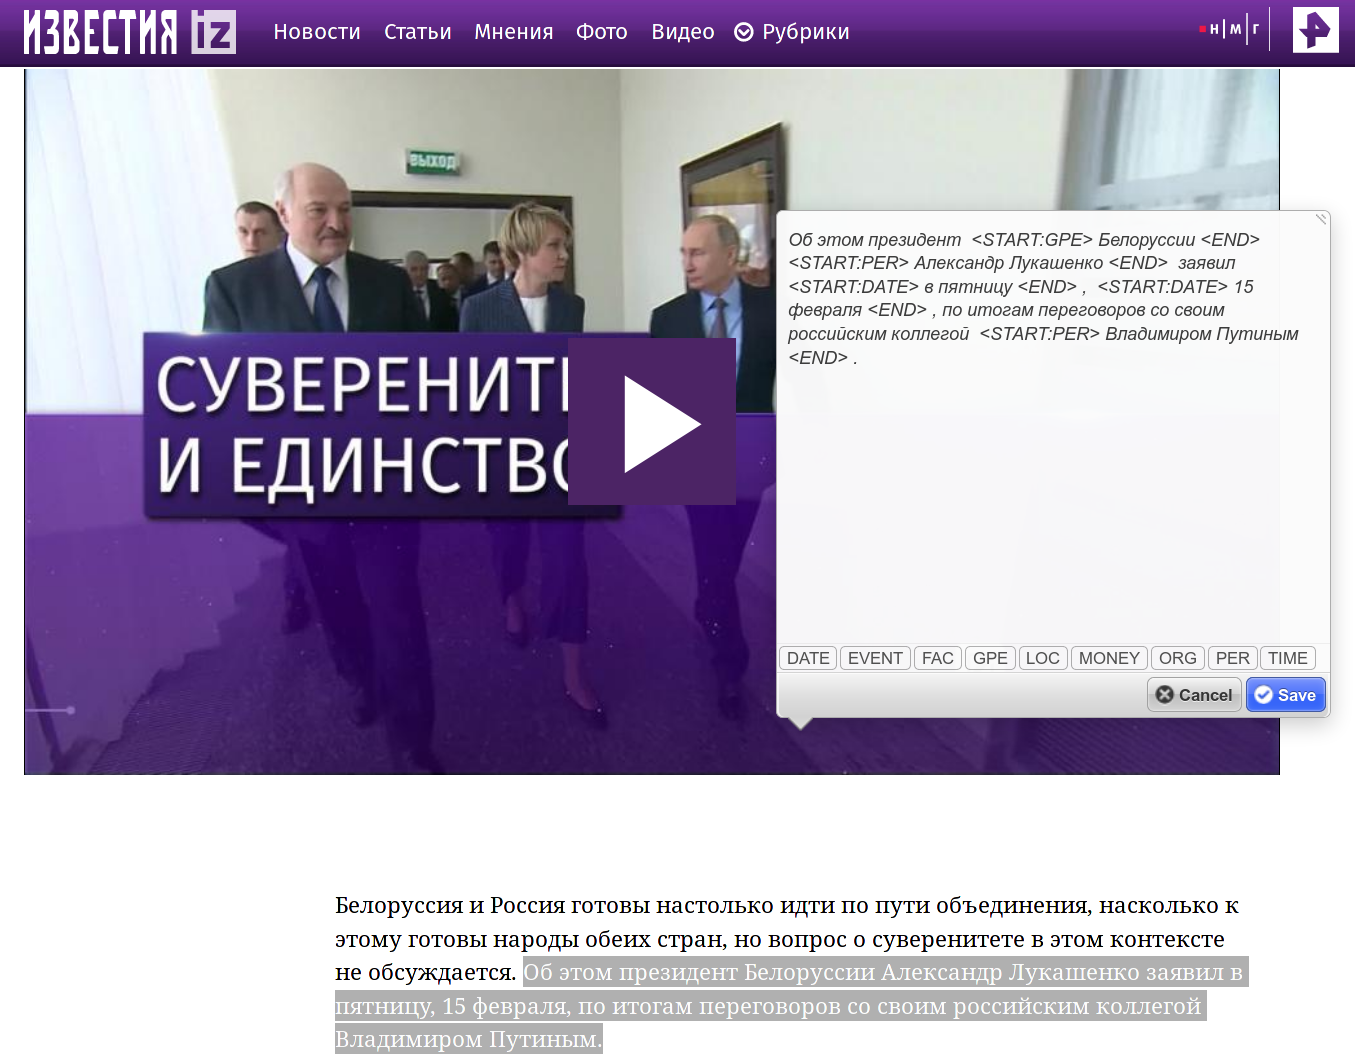 ИЗВЕСТИЯ iz Новости Статьи Мнения Фото Видео Рубрики НМГ
ВЫХОД
СУВЕРЕНИТЕ
И ЕДИНСТВО
Об этом президент <START:GPE> Белоруссии <END>
<START:PER> Александр Лукашенко <END> заявил
<START:DATE> в пятницу <END> , <START:DATE> 15
февраля <END> , по итогам переговоров со своим
российским коллегой <START:PER> Владимиром Путиным
<END> .
DATE EVENT FAC GPE LOC MONEY ORG PER TIME
Cancel Save
Белоруссия и Россия готовы настолько идти по пути объединения, насколько к
этому готовы народы обеих стран, но вопрос о суверенитете в этом контексте
не обсуждается. Об этом президент Белоруссии Александр Лукашенко заявил в
пятницу, 15 февраля, по итогам переговоров со своим российским коллегой
Владимиром Путиным.